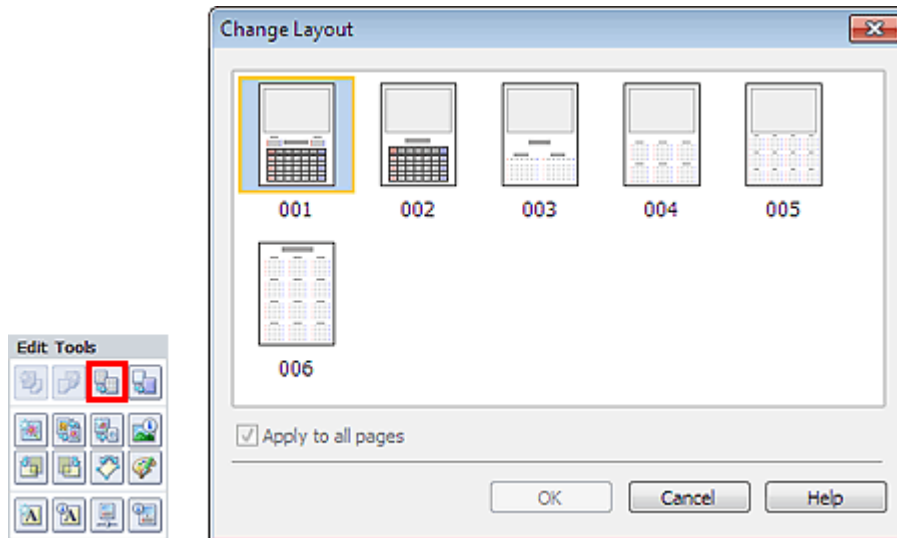 Change Layout
001 002 003 004 005
006
Apply to all pages
OK Cancel Help
Edit Tools
A A